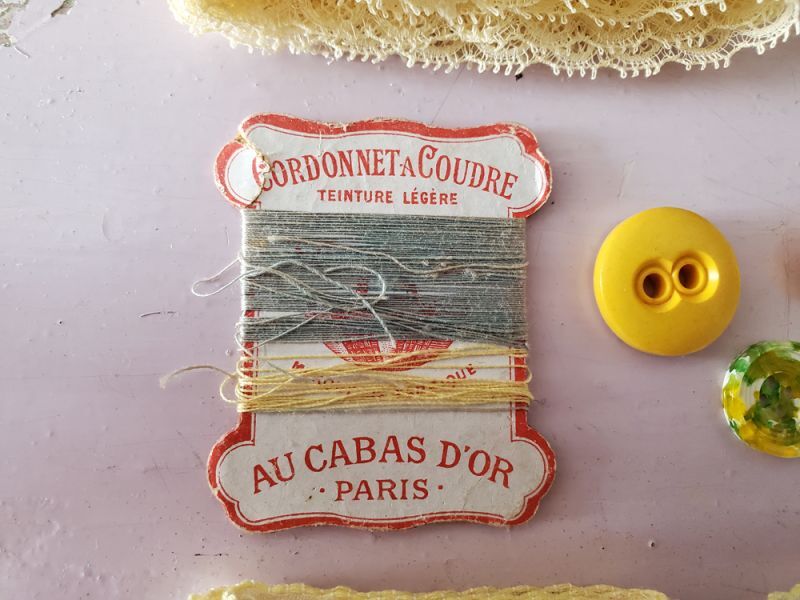 CORDONNET A COUDRE
TEINTURE LÉGÈRE
AU CABAS D'OR
· PARIS ·